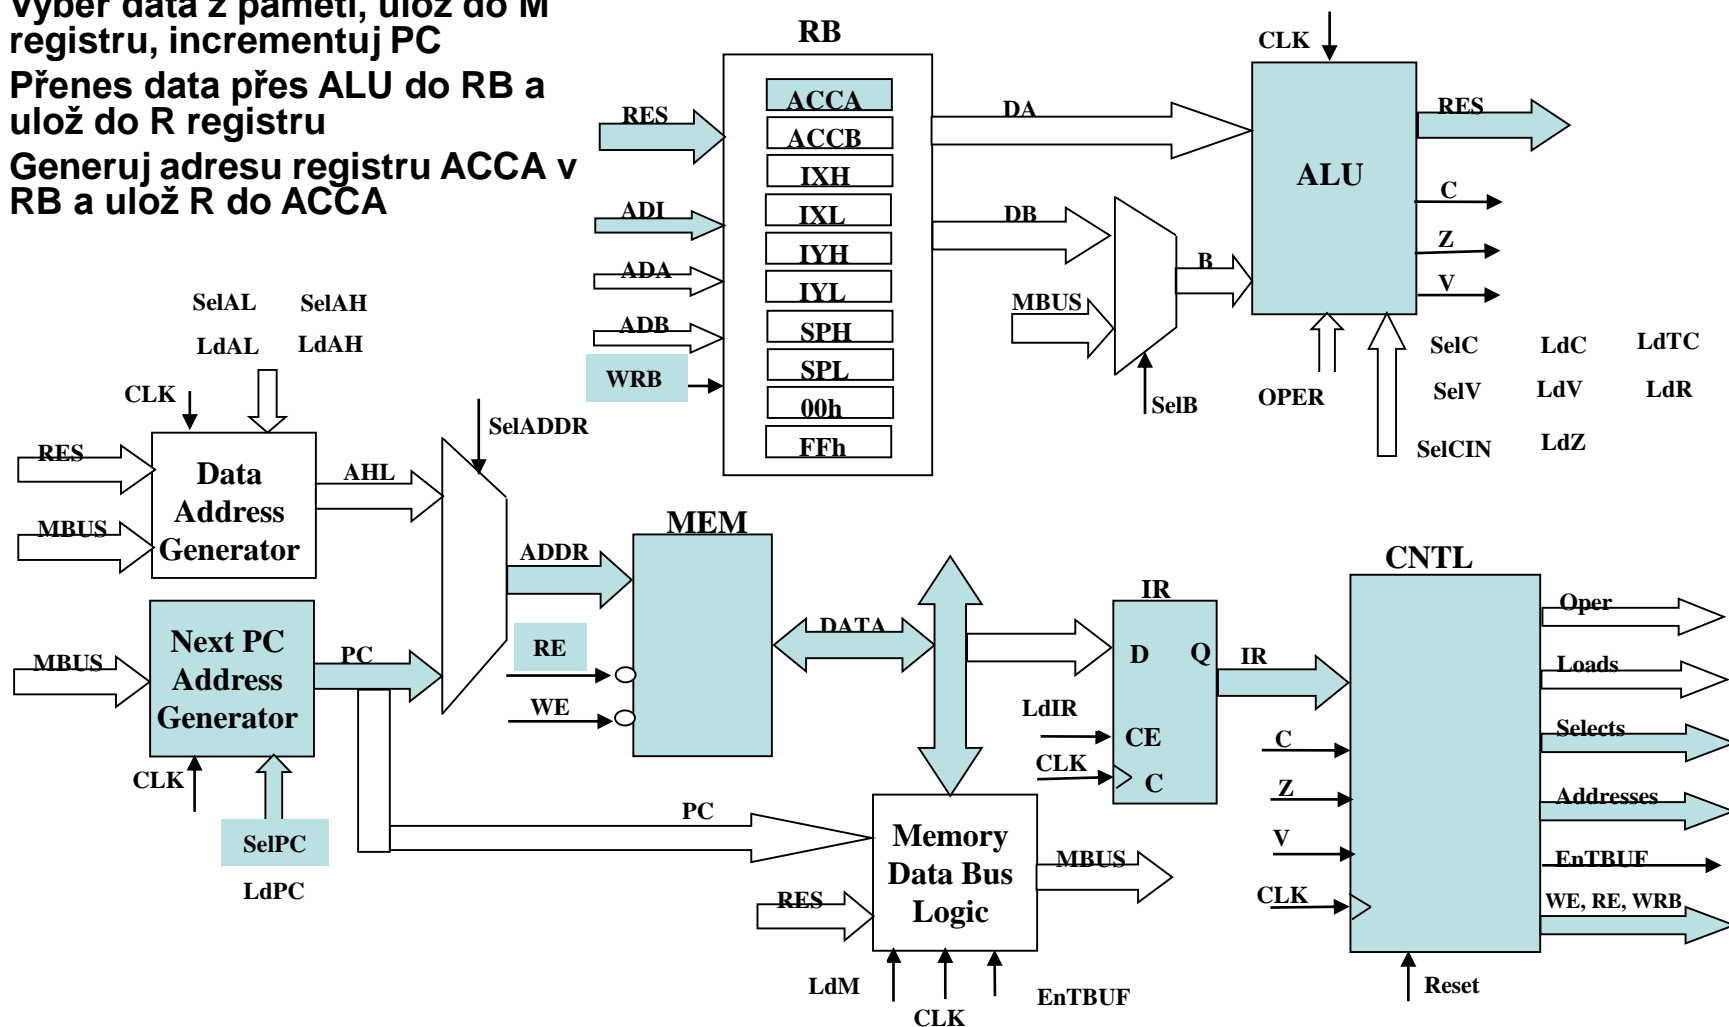 Vyber data z paměti, ulož do M
registru, incrementuj PC
Přenes data přes ALU do RB a
ulož do R registru
Generuj adresu registru ACCA v
RB a ulož R do ACCA
RB
RES
ADI
ADA
ADB
WRB
ACCA
ACCB
IXH
IXL
IYH
IYL
SPH
SPL
00h
FFh
DA
DB
MBUS
B
SelB
CLK
ALU
RES
C
Z
V
OPER
SelC LdC LdTC
SelV LdV LdR
SelCIN LdZ
SelAL SelAH
LdAL LdAH
CLK
RES
MBUS
Data
Address
Generator
AHL
SelADDR
MBUS
Next PC
Address
Generator
PC
CLK
SelPC
LdPC
ADDR
RE
WE
MEM
DATA
PC
RES
Memory
Data Bus
Logic
MBUS
LdM
CLK
EnTBUF
IR
D Q
CE
C
LdIR
CLK
IR
CNTL
C
Z
V
CLK
Reset
Oper
Loads
Selects
Addresses
EnTBUF
WE, RE, WRB